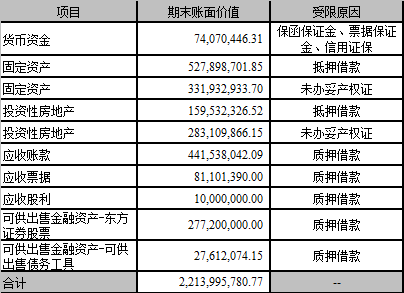 项目 期末账面价值 受限原因
货币资金 74,070,446.31 保函保证金、票据保证
金、信用证保
固定资产 527,898,701.85 抵押借款
固定资产 331,932,933.70 未办妥产权证
投资性房地产 159,532,326.52 抵押借款
投资性房地产 283,109,866.15 未办妥产权证
应收账款 441,538,042.09 质押借款
应收票据 81,101,390.00 质押借款
应收股利 10,000,000.00 质押借款
可供出售金融资产-东方
证券股票 277,200,000.00 质押借款
可供出售金融资产-可供
出售债务工具 27,612,074.15 质押借款
合计 2,213,995,780.77 --